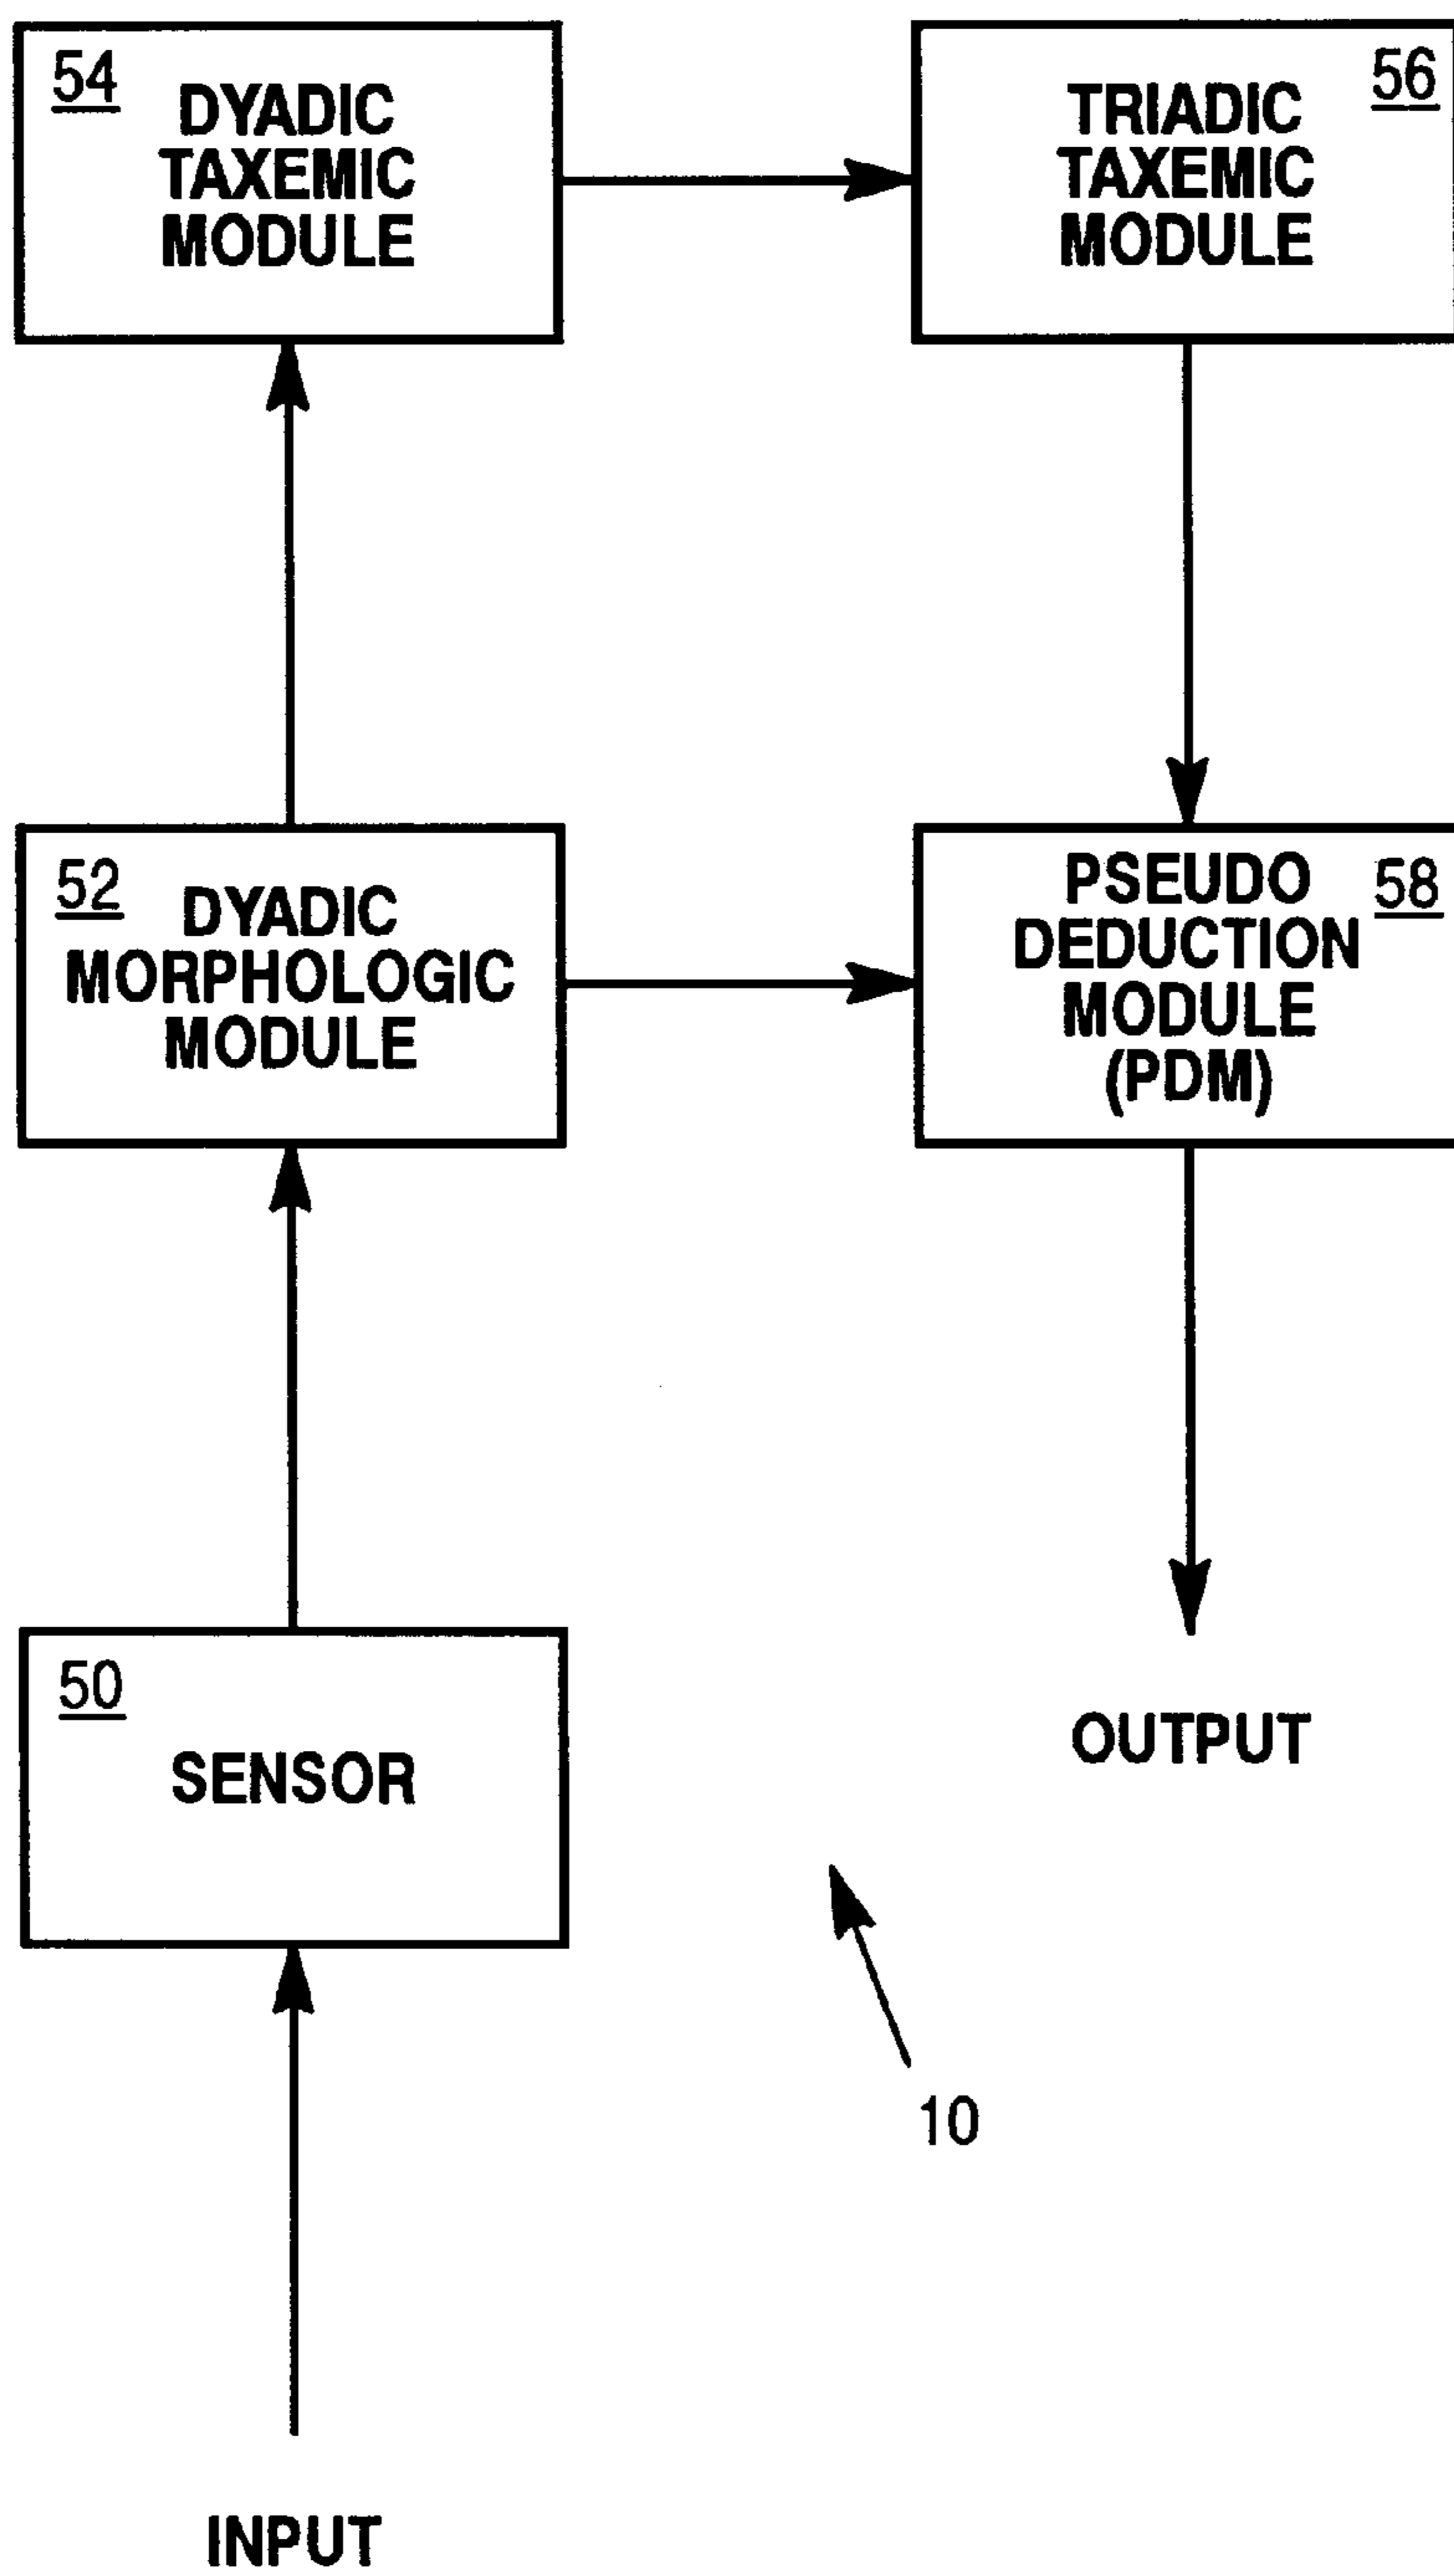 54
DYADIC
TAXEMIC
MODULE
56
TRIADIC
TAXEMIC
MODULE
52
DYADIC
MORPHOLOGIC
MODULE
58
PSEUDO
DEDUCTION
MODULE
(PDM)
50
SENSOR
OUTPUT
10
INPUT